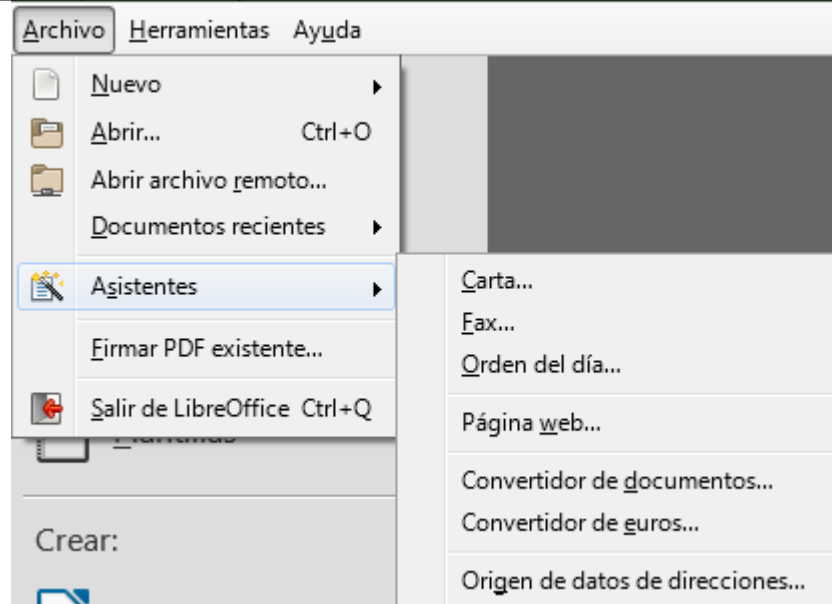 Archivo Herramientas Ayuda
Nuevo
Abrir... Ctrl+O
Abrir archivo remoto...
Documentos recientes
Asistentes
Firmar PDF existente...
Salir de LibreOffice Ctrl+Q
Carta...
Fax...
Orden del día...
Página web...
Convertidor de documentos...
Convertidor de euros...
Origen de datos de direcciones...
Crear: